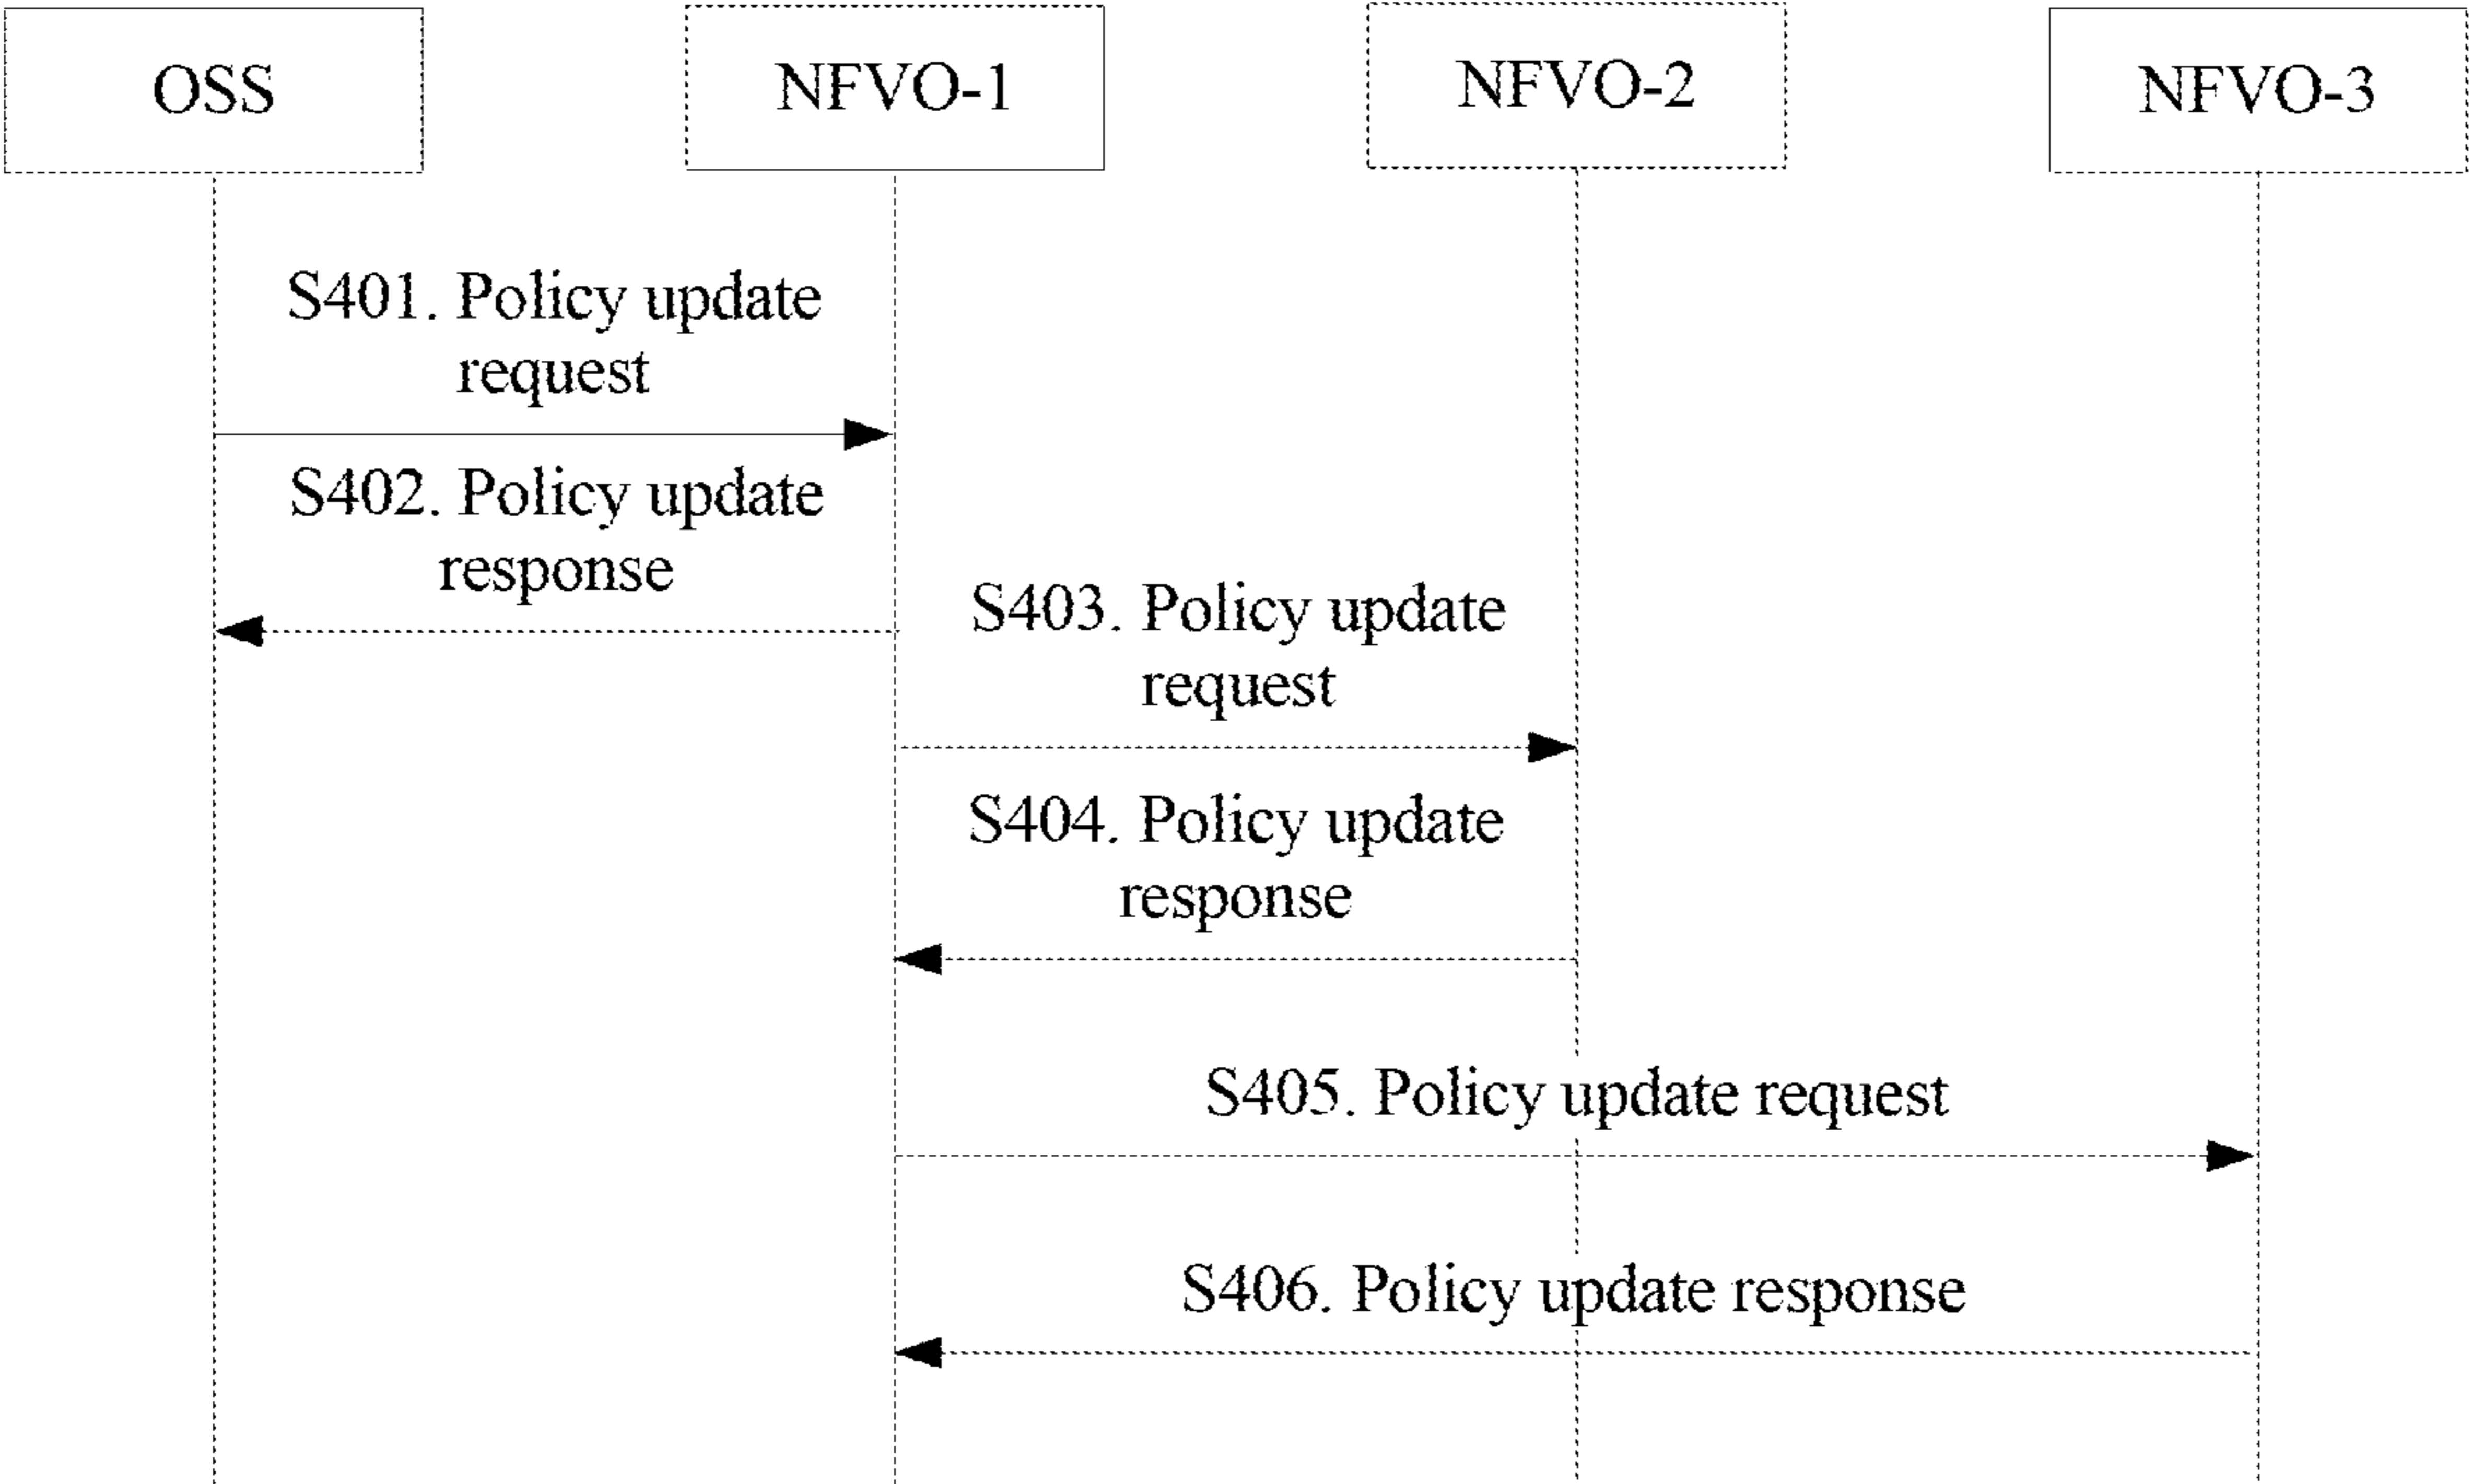 OSS
NFVO-1
NFVO-2
NFVO-3
S401. Policy update
request
S402. Policy update
response
S403. Policy update
request
S404. Policy update
response
S405. Policy update request
S406. Policy update response